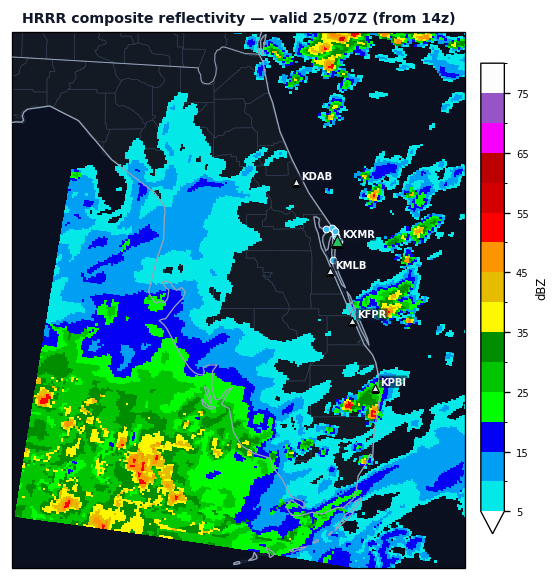 HRRR composite reflectivity — valid 25/07Z (from 14z)
KDAB
KXMR
KMLB
KFPR
KPBI
75
65
55
45
35
25
15
5
dBZ